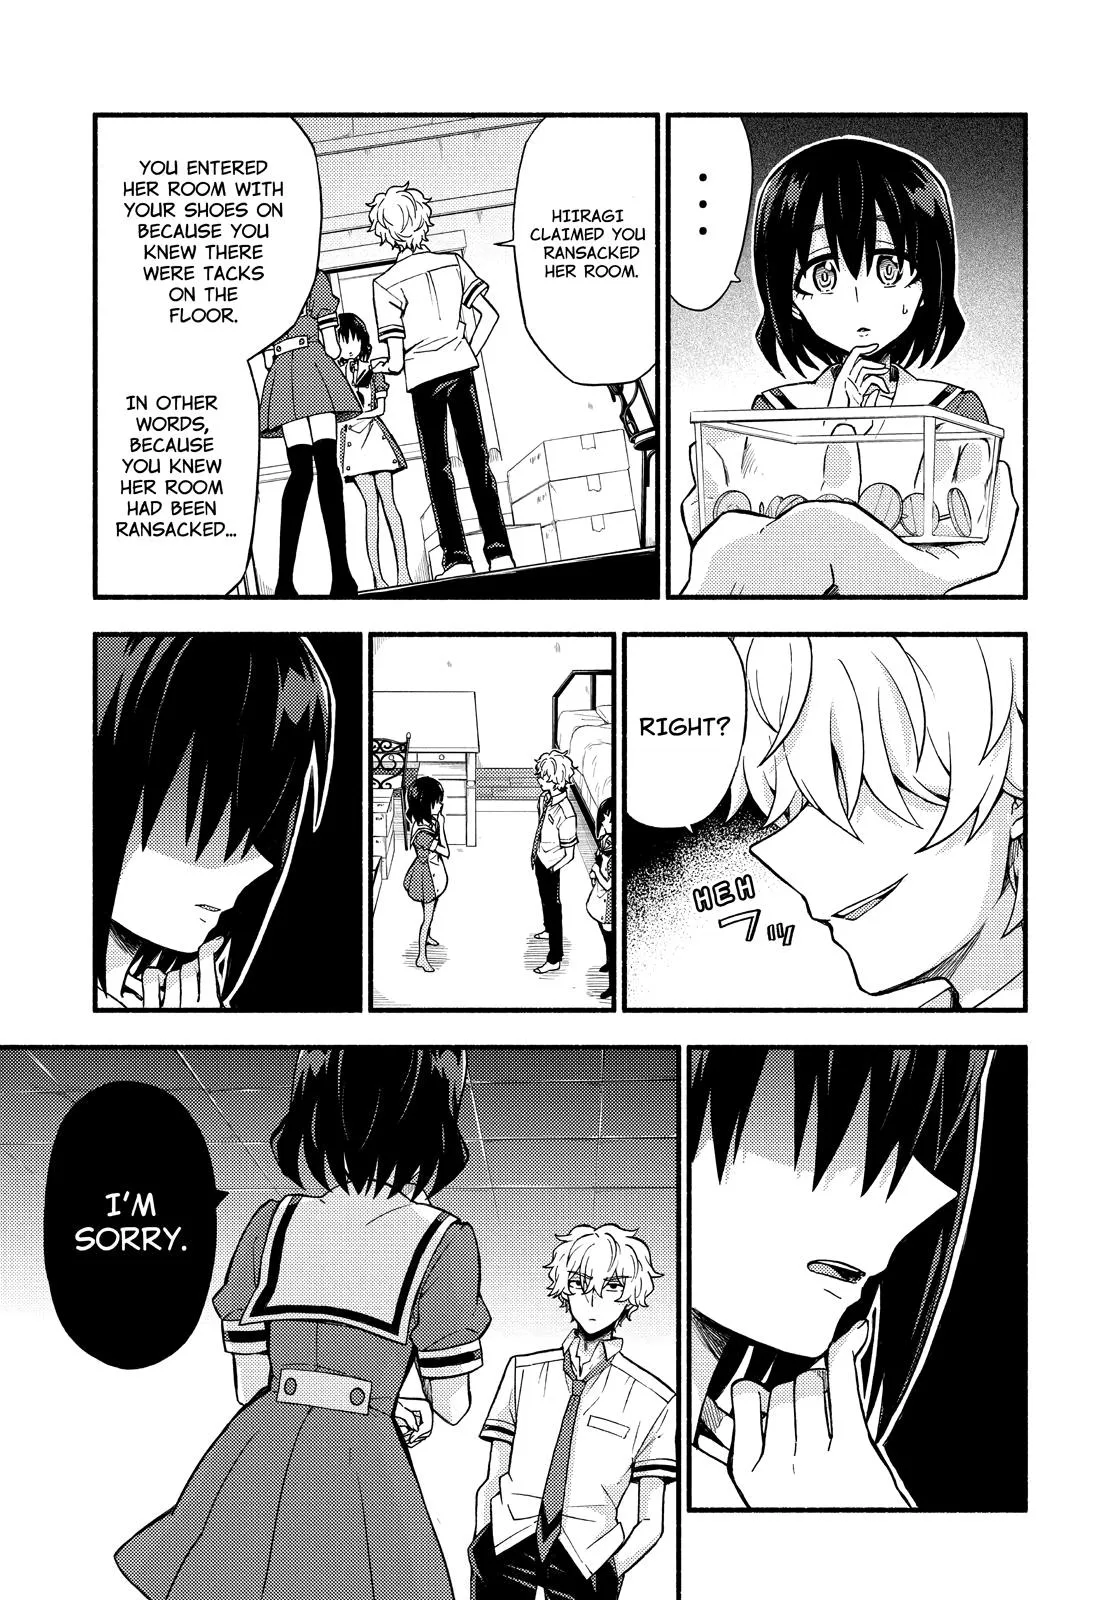 ...
HIIRAGI
CLAIMED YOU
RANSACKED
HER ROOM.
YOU ENTERED
HER ROOM WITH
YOUR SHOES ON
BECAUSE YOU
KNEW THERE
WERE TACKS
ON THE
FLOOR.
IN OTHER
WORDS,
BECAUSE
YOU KNEW
HER ROOM
HAD BEEN
RANSACKED...
RIGHT?
HEH
フッ
I'M
SORRY.